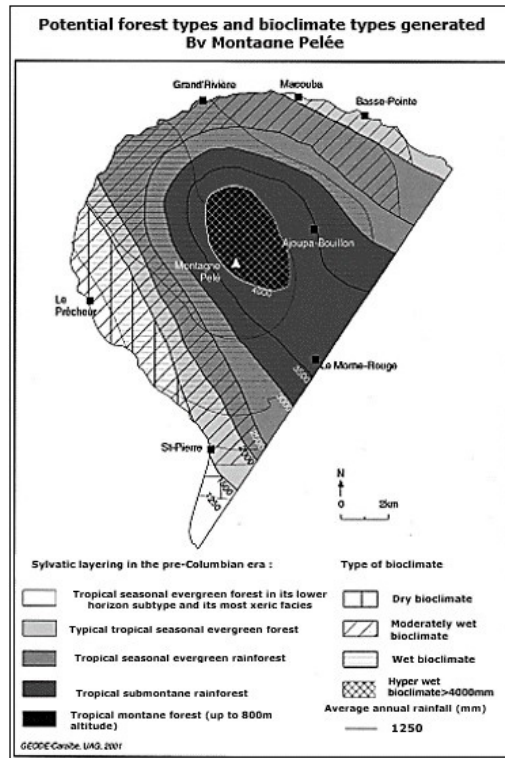 Potential forest types and bioclimate types generated
By Montagne Pelée
Grand'Rivière
Macouba
Basse-Pointe
Ajoupa-Bouillon
Montagne
Pelé
4000
Le
Prêcheur
Le Morne-Rouge
3500
3000
St-Pierre
1500
1250
N
0 2km
Sylvatic layering in the pre-Columbian era :
Tropical seasonal evergreen forest in its lower
horizon subtype and its most xeric facies
Typical tropical seasonal evergreen forest
Tropical seasonal evergreen rainforest
Tropical submontane rainforest
Tropical montane forest (up to 800m
altitude)
Type of bioclimate
Dry bioclimate
Moderately wet
bioclimate
Wet bioclimate
Hyper wet
bioclimate>4000mm
Average annual rainfall (mm)
1250
GEODE-Caraïbe, UAG, 2001